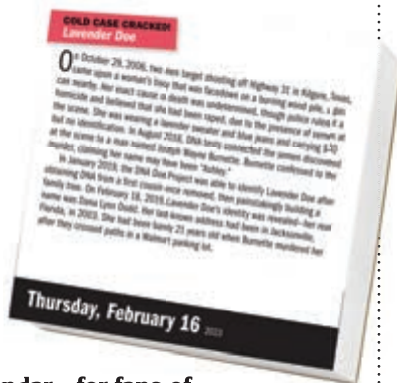 COLD CASE CRACKED!
Lavender Doe
On October 29, 2006, two men target shooting off Highway 31 in Kilgore, Texas,
came upon a woman's body that was facedown on a burning wood pile, a gas
can nearby. Her exact cause of death was undetermined, though police ruled it a
homicide and believed that she had been raped, due to the presence of semen at
the scene. She was wearing a lavender sweater and blue jeans and carrying $40
but no identification. In August 2018, DNA tests connected the semen discovered
at the scene to a man named Joseph Wayne Burnette. Burnette confessed to the
murder, claiming her name may have been "Ashley."
In January 2019, the DNA Doe Project was able to identify Lavender Doe after
obtaining DNA from a first cousin once removed, then painstakingly building a
family tree. On February 18, 2019, Lavender Doe's identity was revealed—her real
name was Dana Lynn Dodd. Her last known address had been in Jacksonville,
Florida, in 2003. She had been barely 21 years old when Burnette murdered her
after they crossed paths in a Walmart parking lot.
Thursday, February 16 2023
for fans of